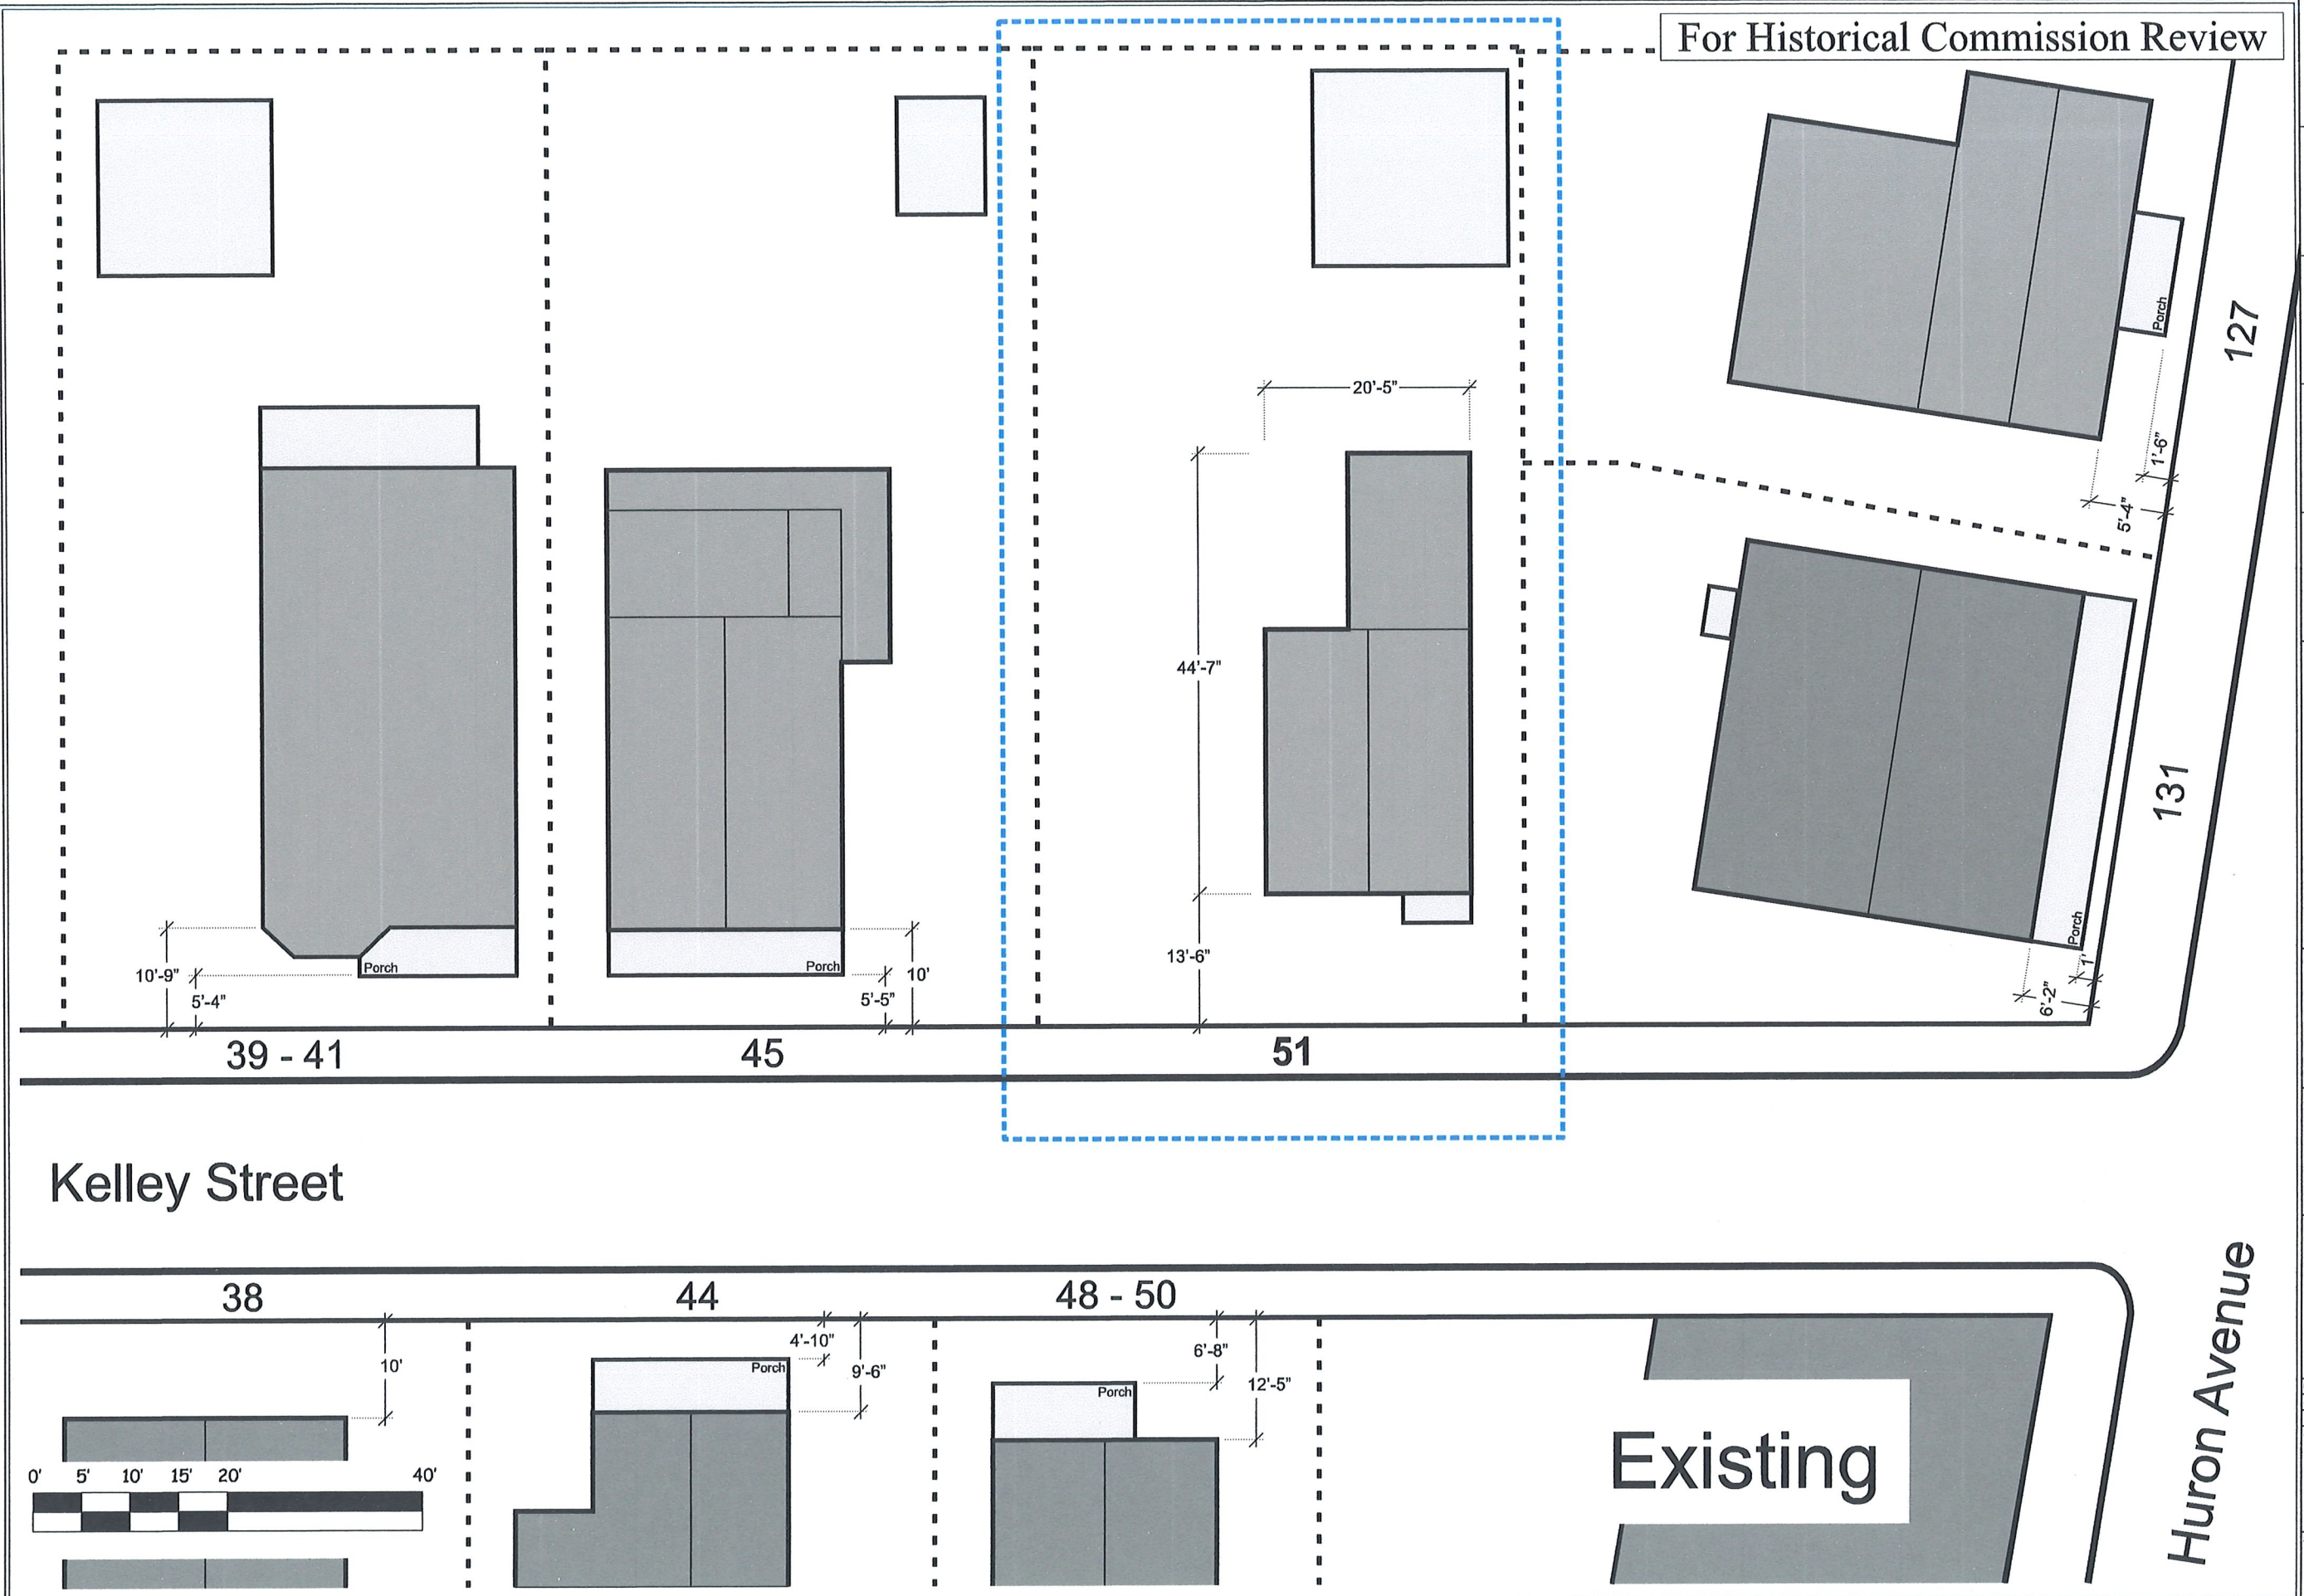 For Historical Commission Review
127
20'-5"
Porch
1'-6"
5'-4"
44'-7"
131
Porch
10'-9"
5'-4"
Porch
Porch
10'
5'-5"
13'-6"
Porch
1'
6'-2"
39 - 41
45
51
Kelley Street
38
44
48 - 50
10'
4'-10"
Porch
9'-6"
6'-8"
Porch
12'-5"
Existing
Huron Avenue
0' 5' 10' 15' 20' 40'